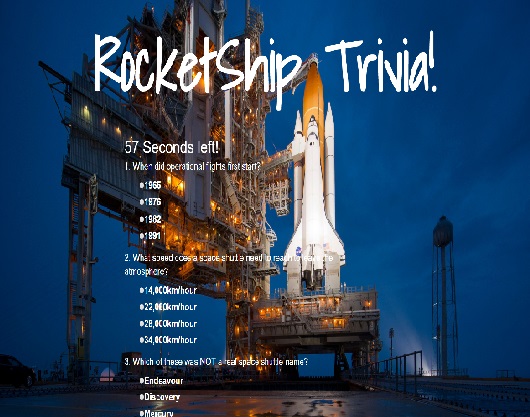 RocketShip Trivia!
57 Seconds left!
1. When did operational flights first start?
1965
1976
1982
1991
2. What speed does a space shuttle need to reach to leave the
atmosphere?
14,000km/hour
22,000km/hour
28,000km/hour
34,000km/hour
3. Which of these was NOT a real space shuttle name?
Endeavour
Discovery
Mercury